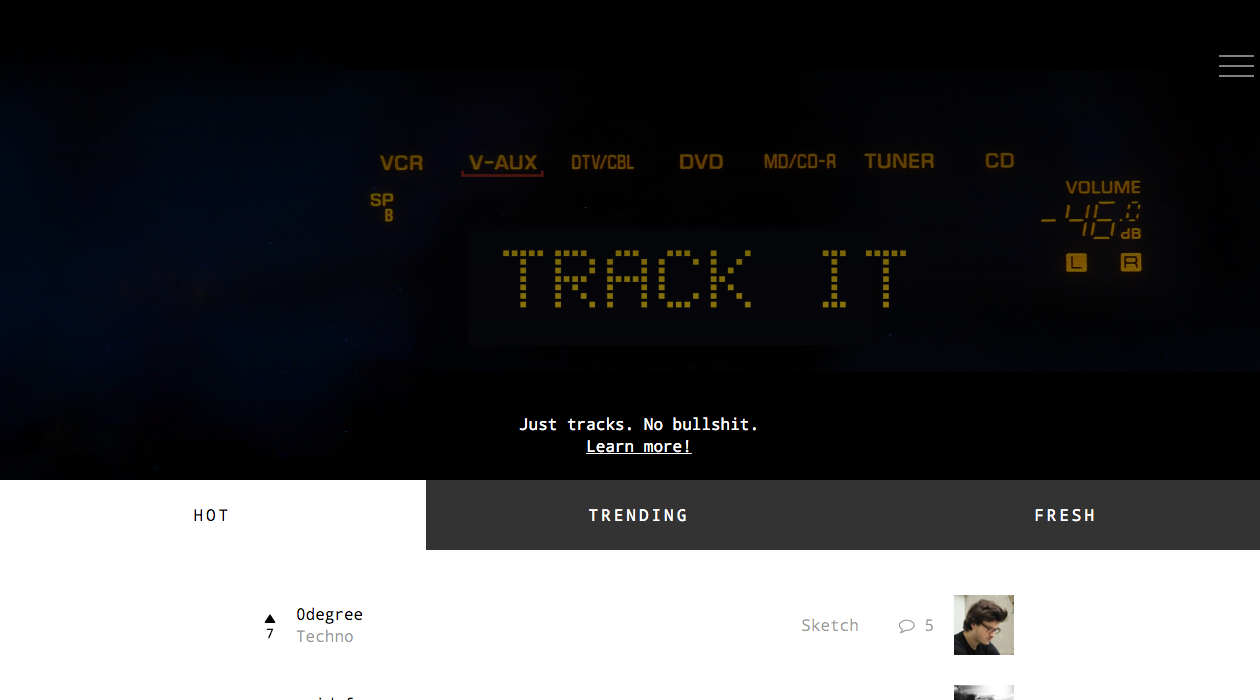 VCR V-AUX DTV/CBL DVD MD/CD-R TUNER CD
SP
B
VOLUME
-46.0
dB
L R
TRACK IT
Just tracks. No bullshit.
Learn more!
HOT TRENDING FRESH
0degree
Techno
7
Sketch 5